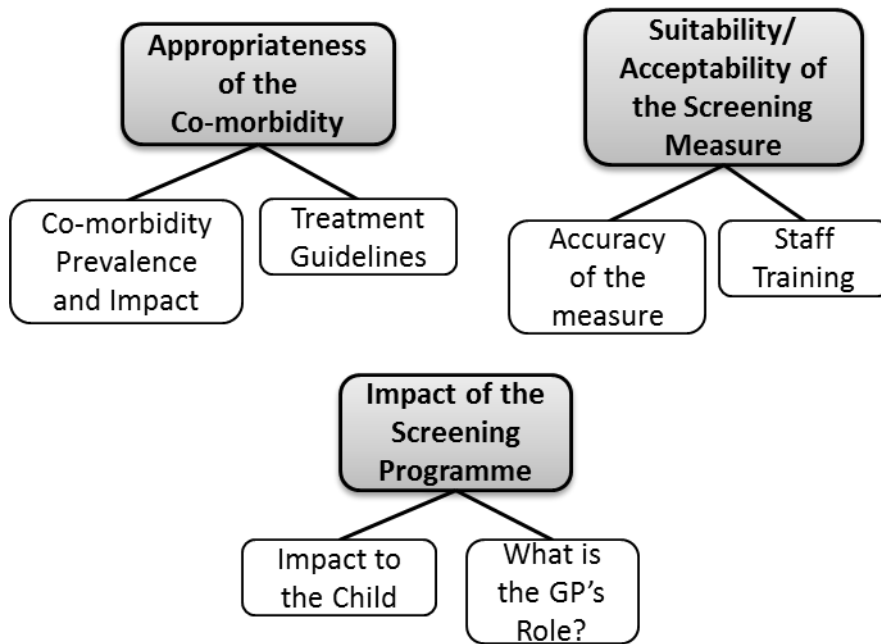 Appropriateness
of the
Co-morbidity
Co-morbidity
Prevalence
and Impact
Treatment
Guidelines
Suitability/
Acceptability of
the Screening
Measure
Accuracy
of the
measure
Staff
Training
Impact of the
Screening
Programme
Impact to
the Child
What is
the GP's
Role?